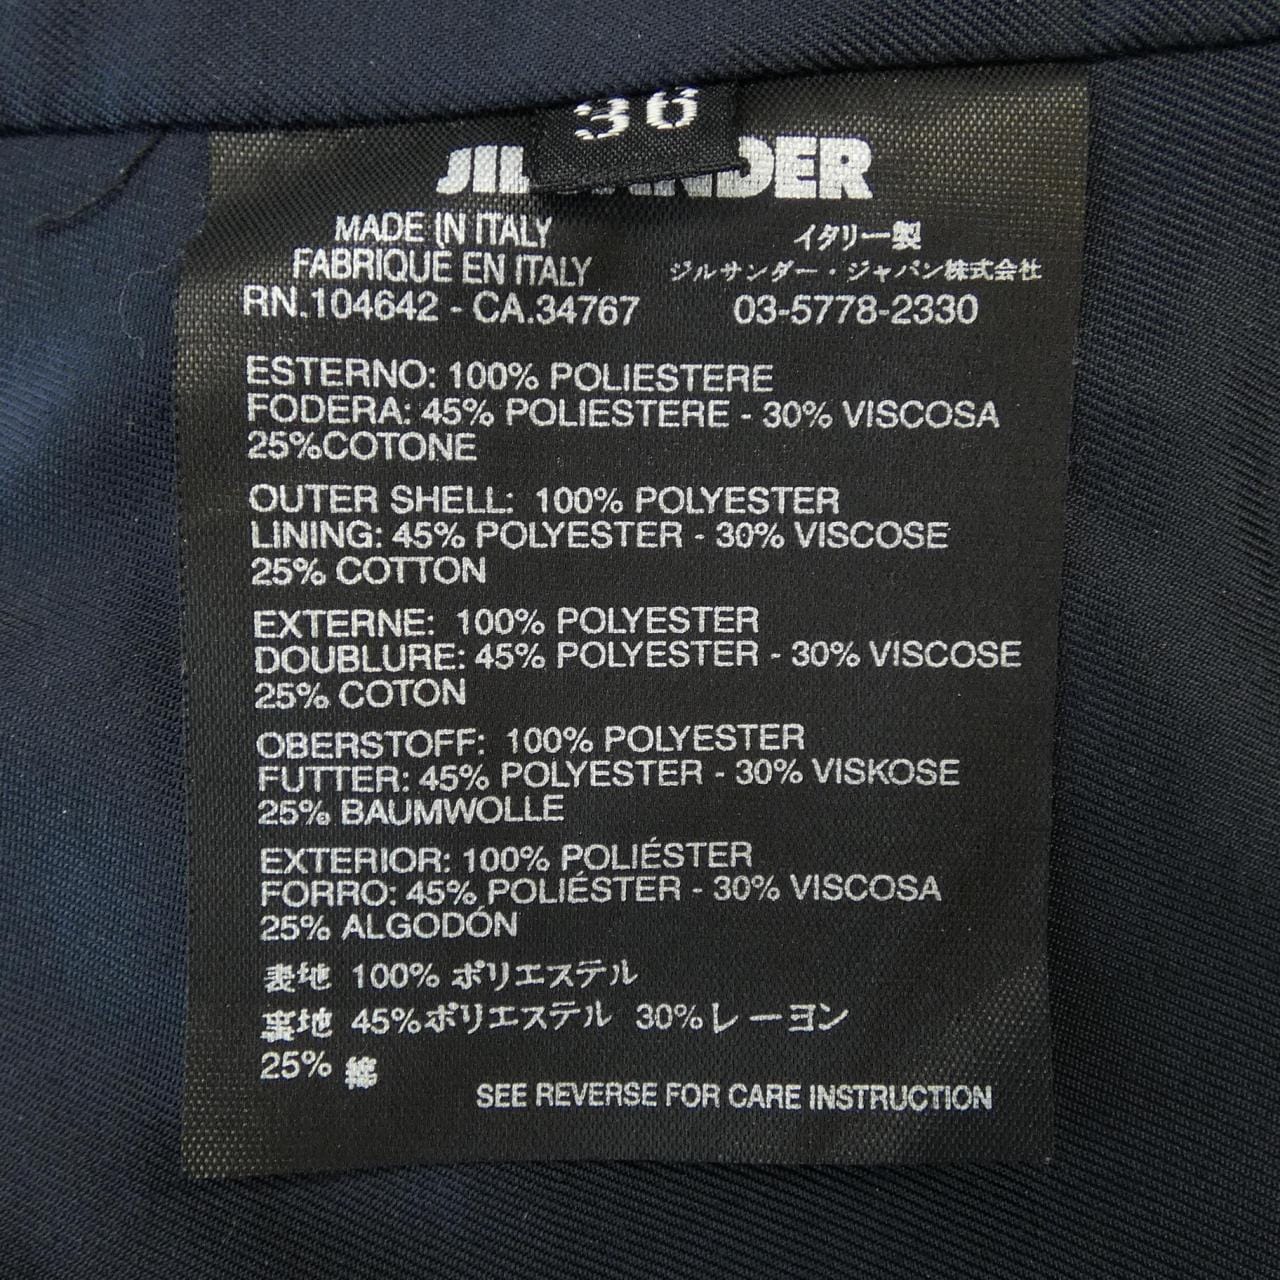 36
MADE IN ITALY
FABRIQUÉ EN ITALY
RN.104642 - CA.34767
イタリー製
ジルサンダー・ジャパン株式会社
03-5778-2330
ESTERNO: 100% POLIESTERE
FODERA: 45% POLIESTERE - 30% VISCOSA
25%COTONE
OUTER SHELL: 100% POLYESTER
LINING: 45% POLYESTER - 30% VISCOSE
25% COTTON
EXTERNE: 100% POLYESTER
DOUBLURE: 45% POLYESTER - 30% VISCOSE
25% COTON
OBERSTOFF: 100% POLYESTER
FUTTER: 45% POLYESTER - 30% VISKOSE
25% BAUMWOLLE
EXTERIOR: 100% POLIÉSTER
FORRO: 45% POLIÉSTER - 30% VISCOSA
25% ALGODÓN
表地 100% ポリエステル
裏地 45%ポリエステル 30%レーヨン
25% 綿
SEE REVERSE FOR CARE INSTRUCTION